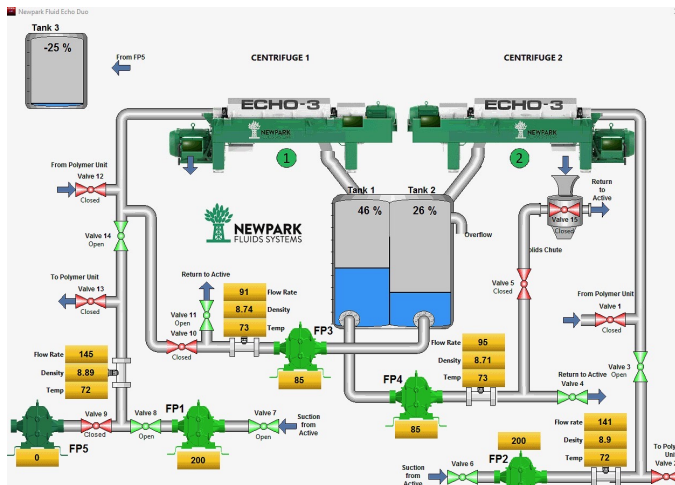 Newpark Fluid Echo Duo
Tank 3
-25 %
From FP5
CENTRIFUGE 1
CENTRIFUGE 2
ECHO-3
NEWPARK
1
ECHO-3
NEWPARK
2
From Polymer Unit
Valve 12
Closed
Valve 14
Open
To Polymer Unit
Valve 13
Closed
NEWPARK
FLUIDS SYSTEMS
Tank 1
46 %
Tank 2
26 %
Overflow
Return
to
Active
Valve 15
Closed
olids Chute
Valve 5
Closed
From Polymer Unit
Valve 1
Closed
Valve 3
Open
Return to Active
Valve 11
Open
Valve 10
Closed
91
Flow Rate
8.74
Density
73
Temp
FP3
85
Flow Rate
95
Density
8.71
Temp
73
FP4
85
Return to Active
Valve 4
Flow Rate
145
Density
8.89
Temp
72
FP5
0
Valve 9
Closed
Valve 8
Open
FP1
200
Valve 7
Open
Suction
from
Active
Suction
from
Active
Valve 6
FP2
200
Flow rate
141
Desity
8.9
Temp
72
To Po
Uni
Valve 2